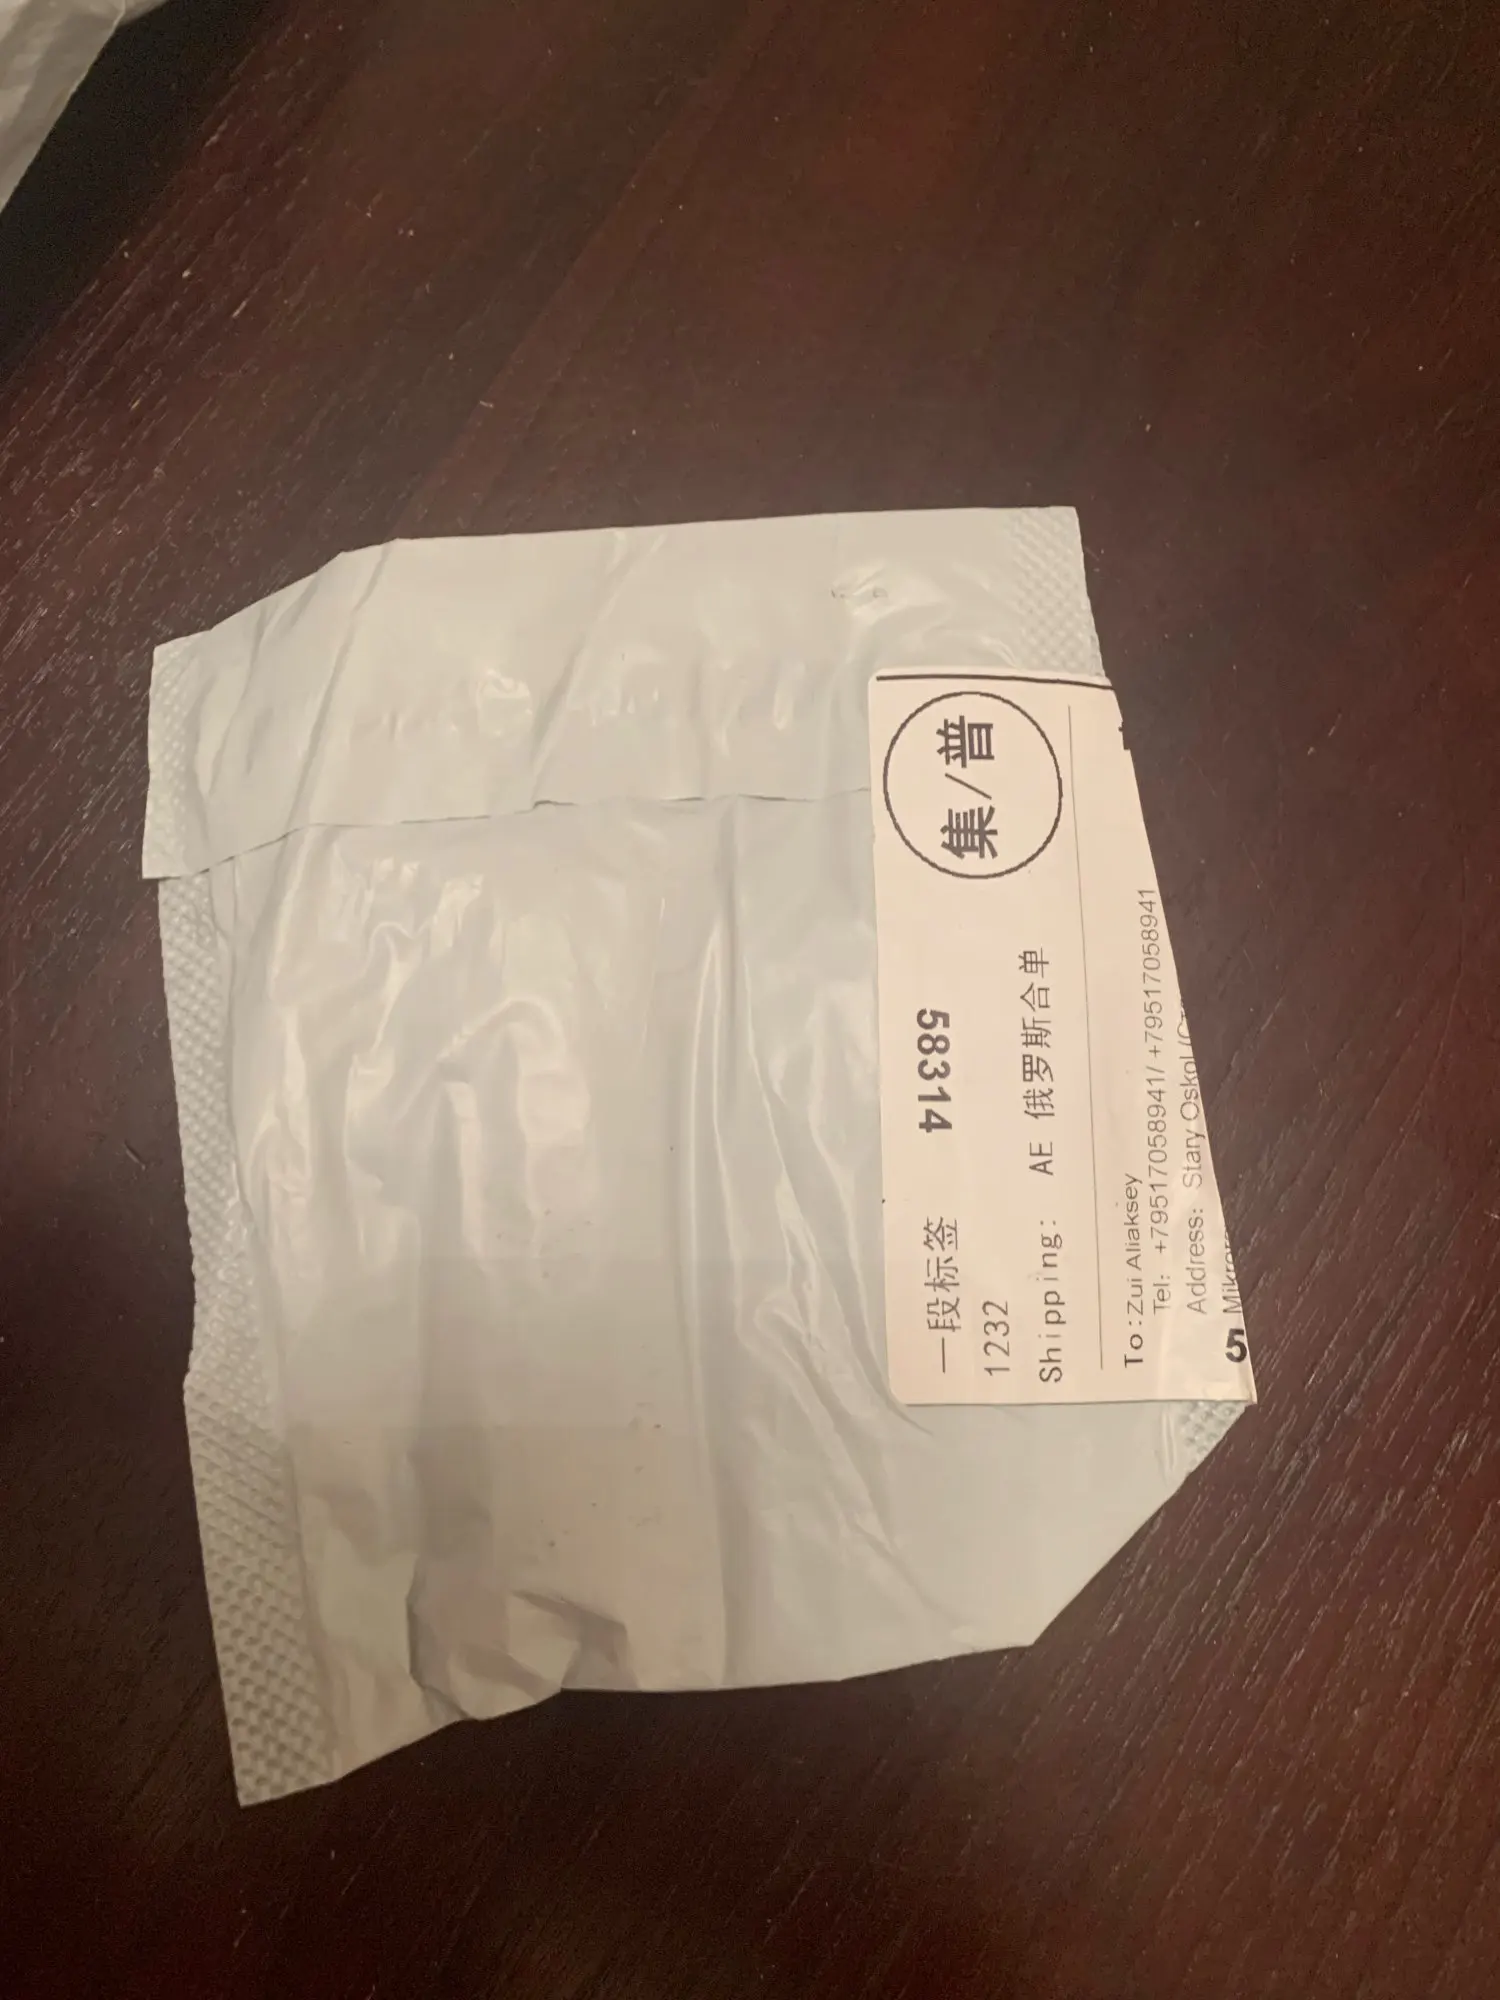 一段标签 58314 集/普
1232
Shipping: AE 俄罗斯合单
To:Zui Aliaksey
Tel: +79517058941/ +79517058941
Address: Stary Oskol
5